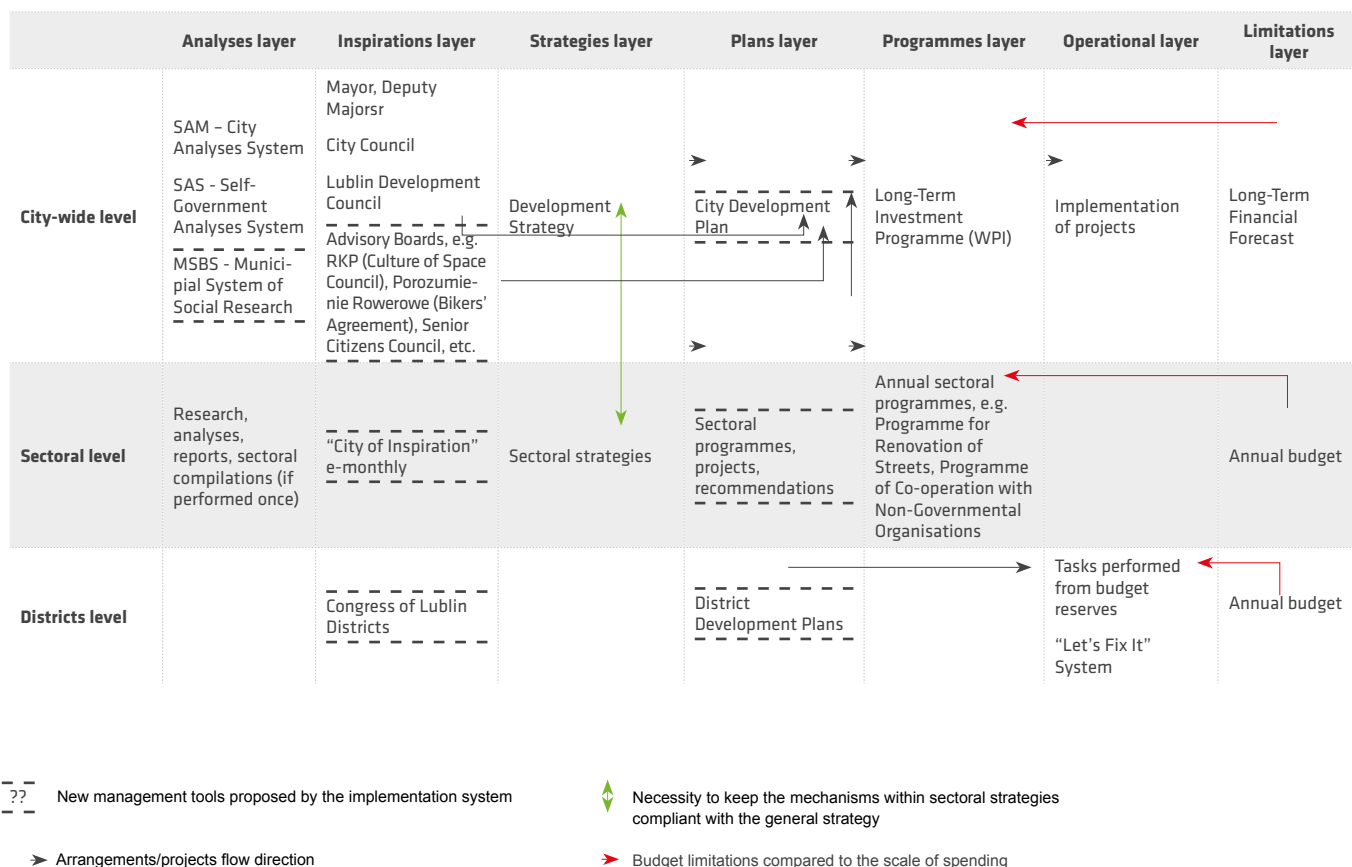 Analyses layer
Inspirations layer
Strategies layer
Plans layer
Programmes layer
Operational layer
Limitations
layer
City-wide level
SAM – City
Analyses System
SAS - Self-
Government
Analyses System
MSBS - Munici-
pial System of
Social Research
Mayor, Deputy
Majorsr
City Council
Lublin Development
Council
Advisory Boards, e.g.
RKP (Culture of Space
Council), Porozumie-
nie Rowerowe (Bikers’
Agreement), Senior
Citizens Council, etc.
Development
Strategy
City Development
Plan
Long-Term
Investment
Programme (WPI)
Implementation
of projects
Long-Term
Financial
Forecast
Sectoral level
Research,
analyses,
reports, sectoral
compilations (if
performed once)
“City of Inspiration”
e-monthly
Sectoral strategies
Sectoral
programmes,
projects,
recommendations
Annual sectoral
programmes, e.g.
Programme for
Renovation of
Streets, Programme
of Co-operation with
Non-Governmental
Organisations
Annual budget
Districts level
Congress of Lublin
Districts
District
Development Plans
Tasks performed
from budget
reserves
“Let’s Fix It”
System
Annual budget
?? New management tools proposed by the implementation system
Necessity to keep the mechanisms within sectoral strategies
compliant with the general strategy
Arrangements/projects flow direction
Budget limitations compared to the scale of spending